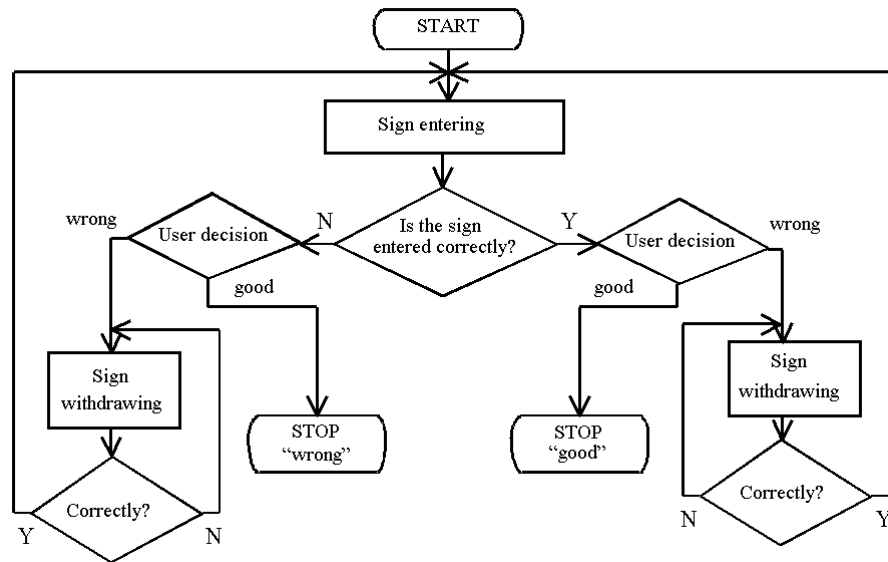 START
Sign entering
wrong
User decision
N
Is the sign
entered correctly?
Y
User decision
wrong
good
good
Sign
withdrawing
STOP
“wrong”
STOP
“good”
Sign
withdrawing
Correctly?
Y
N
Correctly?
N
Y